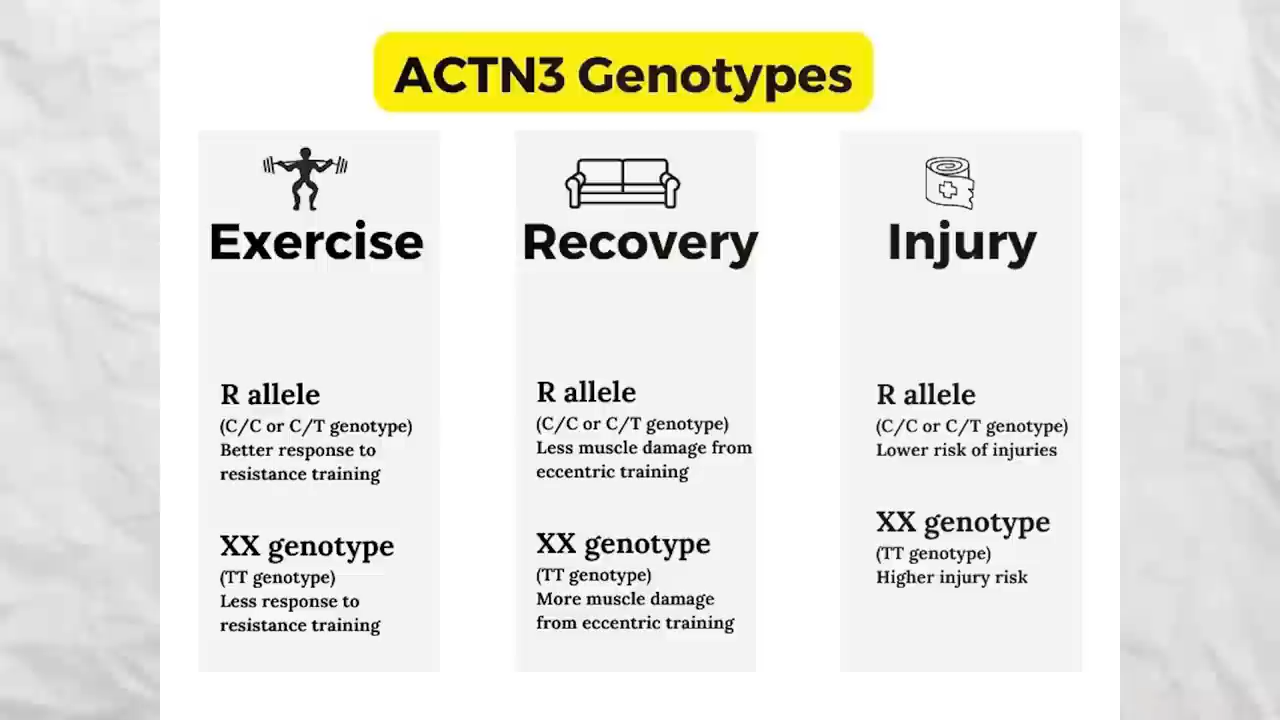 ACTN3 Genotypes
Exercise
R allele
(C/C or C/T genotype)
Better response to
resistance training
XX genotype
(TT genotype)
Less response to
resistance training
Recovery
R allele
(C/C or C/T genotype)
Less muscle damage from
eccentric training
XX genotype
(TT genotype)
More muscle damage
from eccentric training
Injury
R allele
(C/C or C/T genotype)
Lower risk of injuries
XX genotype
(TT genotype)
Higher injury risk